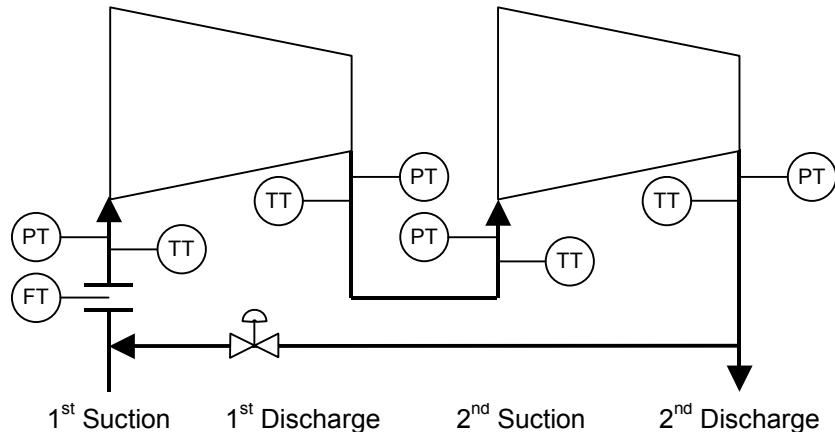 PT
PT
TT
TT
PT
TT
PT
TT
FT
1st Suction
1st Discharge
2nd Suction
2nd Discharge